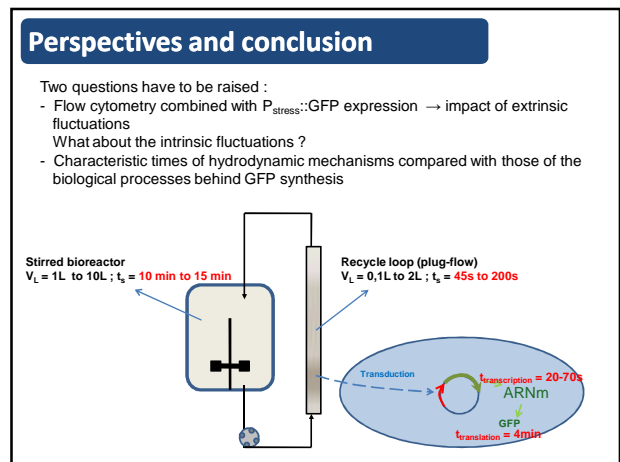 Perspectives and conclusion
Two questions have to be raised :
- Flow cytometry combined with Pstress::GFP expression → impact of extrinsic
fluctuations
What about the intrinsic fluctuations ?
- Characteristic times of hydrodynamic mechanisms compared with those of the
biological processes behind GFP synthesis
Stirred bioreactor
VL = 1L to 10L ; ts = 10 min to 15 min
Recycle loop (plug-flow)
VL = 0,1L to 2L ; ts = 45s to 200s
Transduction
ttranscription = 20-70s
ARNm
GFP
ttranslation = 4min